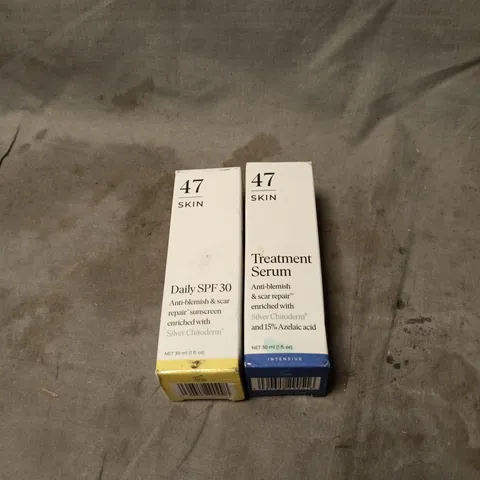 47
SKIN
Daily SPF 30
Anti-blemish & scar
repair™ sunscreen
enriched with
Silver Chitoderm®
NET 30 ml (1 fl. oz)
47
SKIN
Treatment
Serum
Anti-blemish
& scar repair™
enriched with
Silver Chitoderm®
and 15% Azelaic acid
NET 30 ml (1 fl. oz)
INTENSIVE